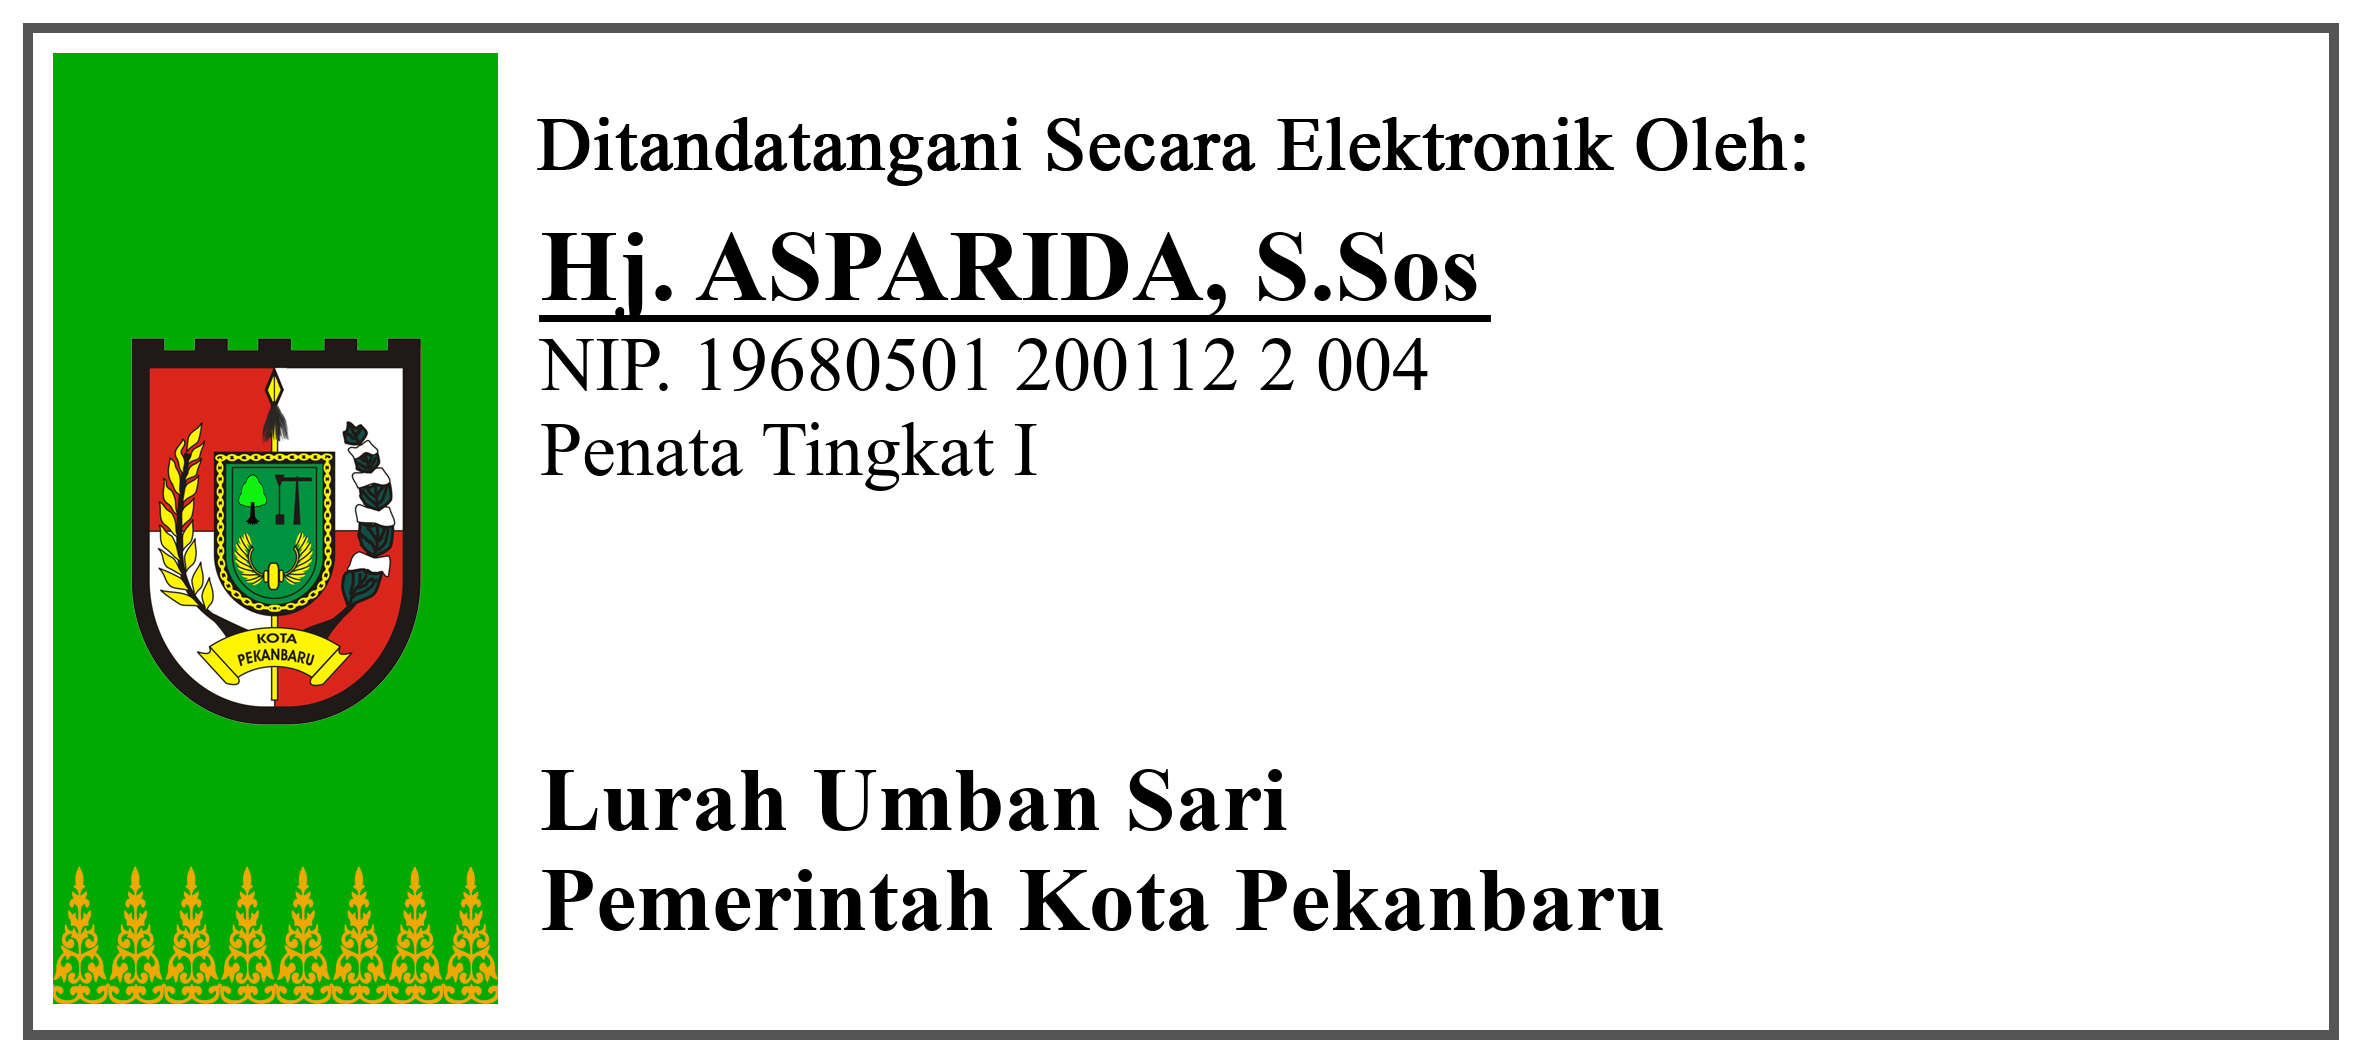 Ditandatangani Secara Elektronik Oleh:
Hj. ASPARIDA, S.Sos
NIP. 19680501 200112 2 004
Penata Tingkat I
KOTA
PEKANBARU
Lurah Umban Sari
Pemerintah Kota Pekanbaru